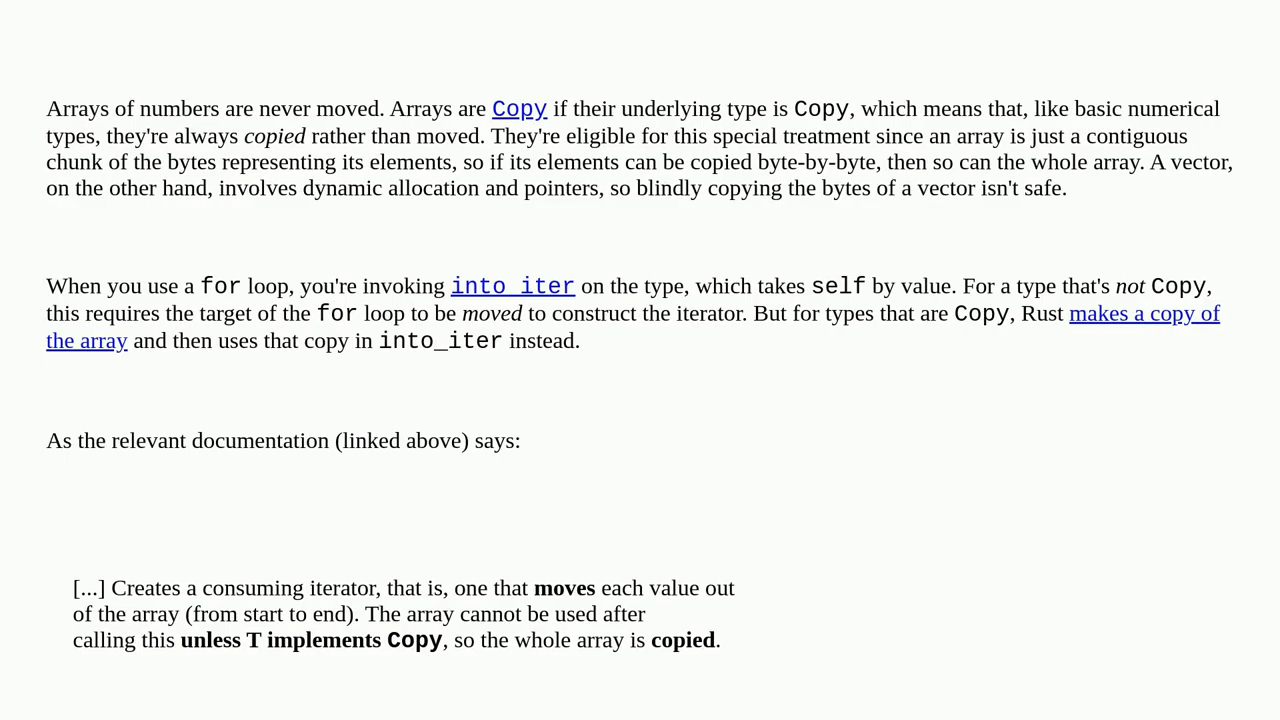 Arrays of numbers are never moved. Arrays are Copy if their underlying type is Copy, which means that, like basic numerical
types, they're always copied rather than moved. They're eligible for this special treatment since an array is just a contiguous
chunk of the bytes representing its elements, so if its elements can be copied byte-by-byte, then so can the whole array. A vector,
on the other hand, involves dynamic allocation and pointers, so blindly copying the bytes of a vector isn't safe.
When you use a for loop, you're invoking into_iter on the type, which takes self by value. For a type that's not Copy,
this requires the target of the for loop to be moved to construct the iterator. But for types that are Copy, Rust makes a copy of
the array and then uses that copy in into_iter instead.
As the relevant documentation (linked above) says:
[...] Creates a consuming iterator, that is, one that moves each value out
of the array (from start to end). The array cannot be used after
calling this unless T implements Copy, so the whole array is copied.